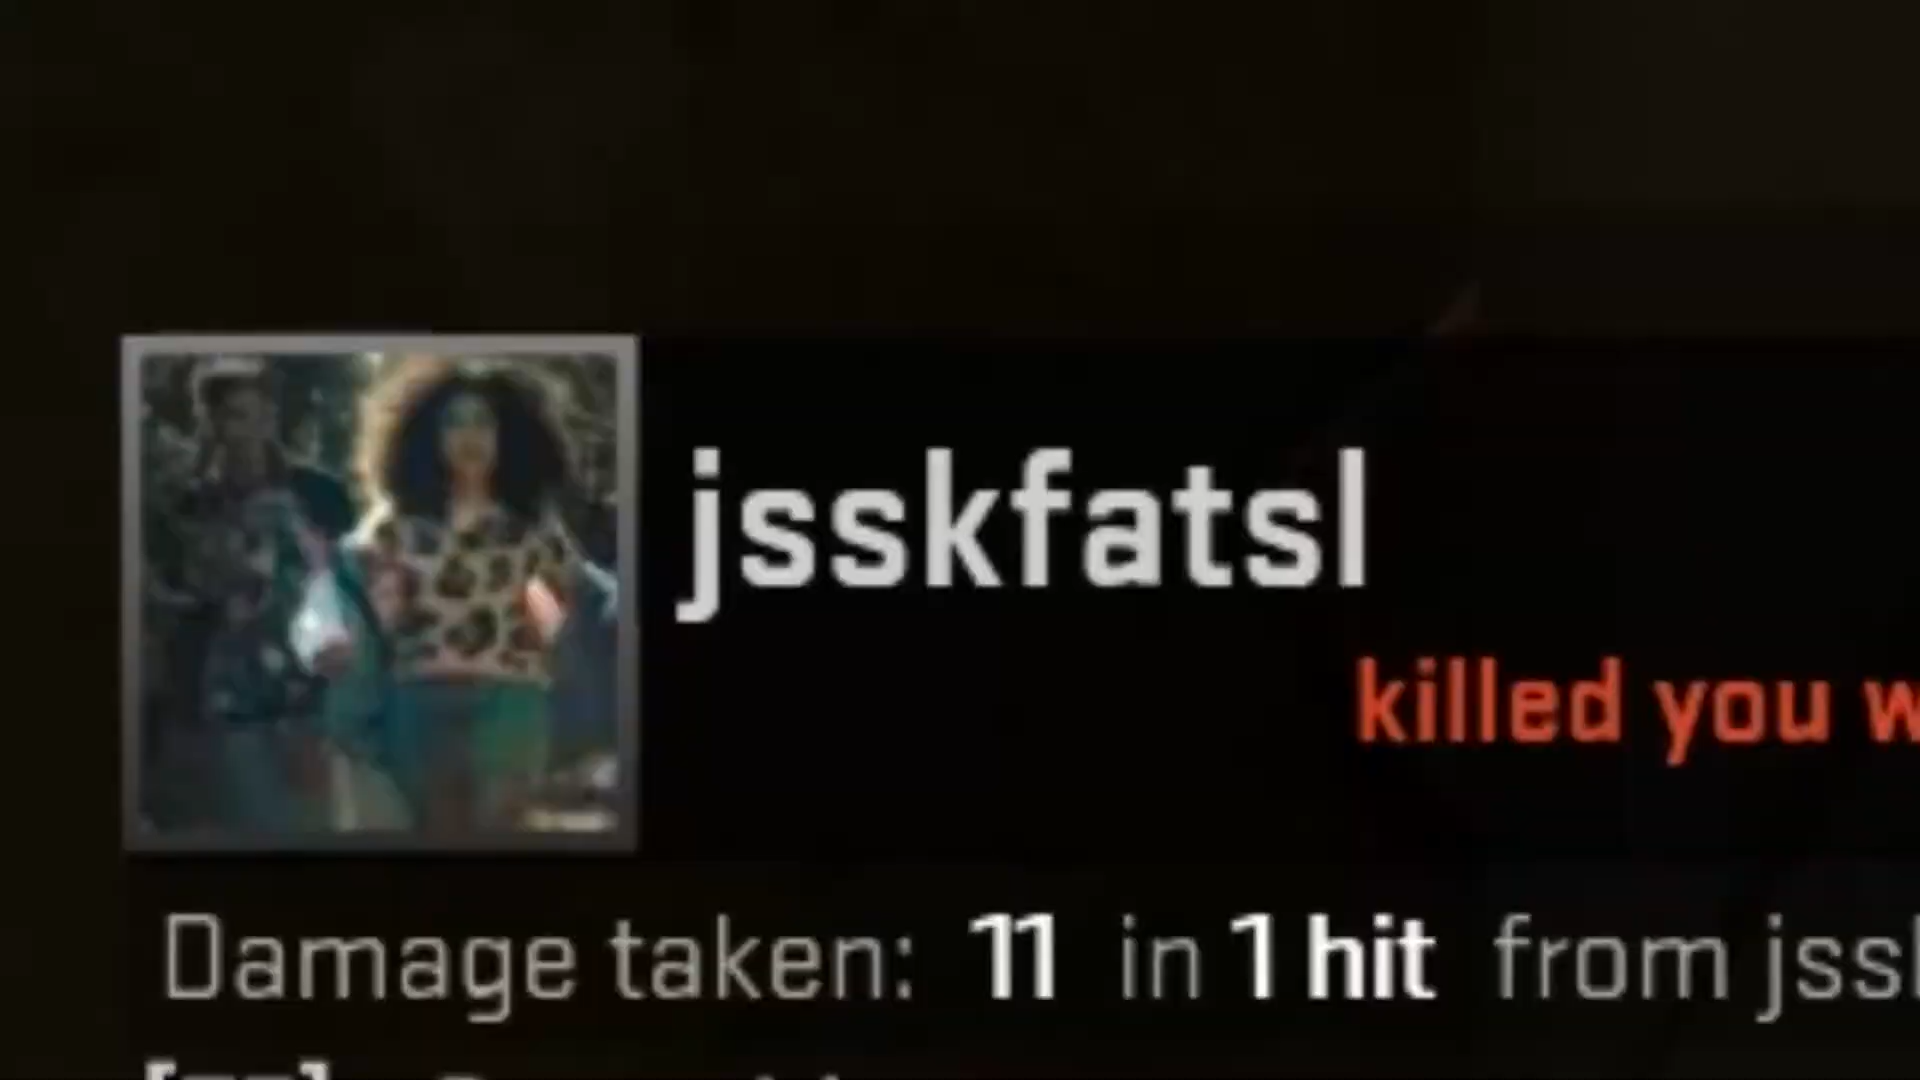 jsskfatsl
killed you
Damage taken: 11 in 1 hit from